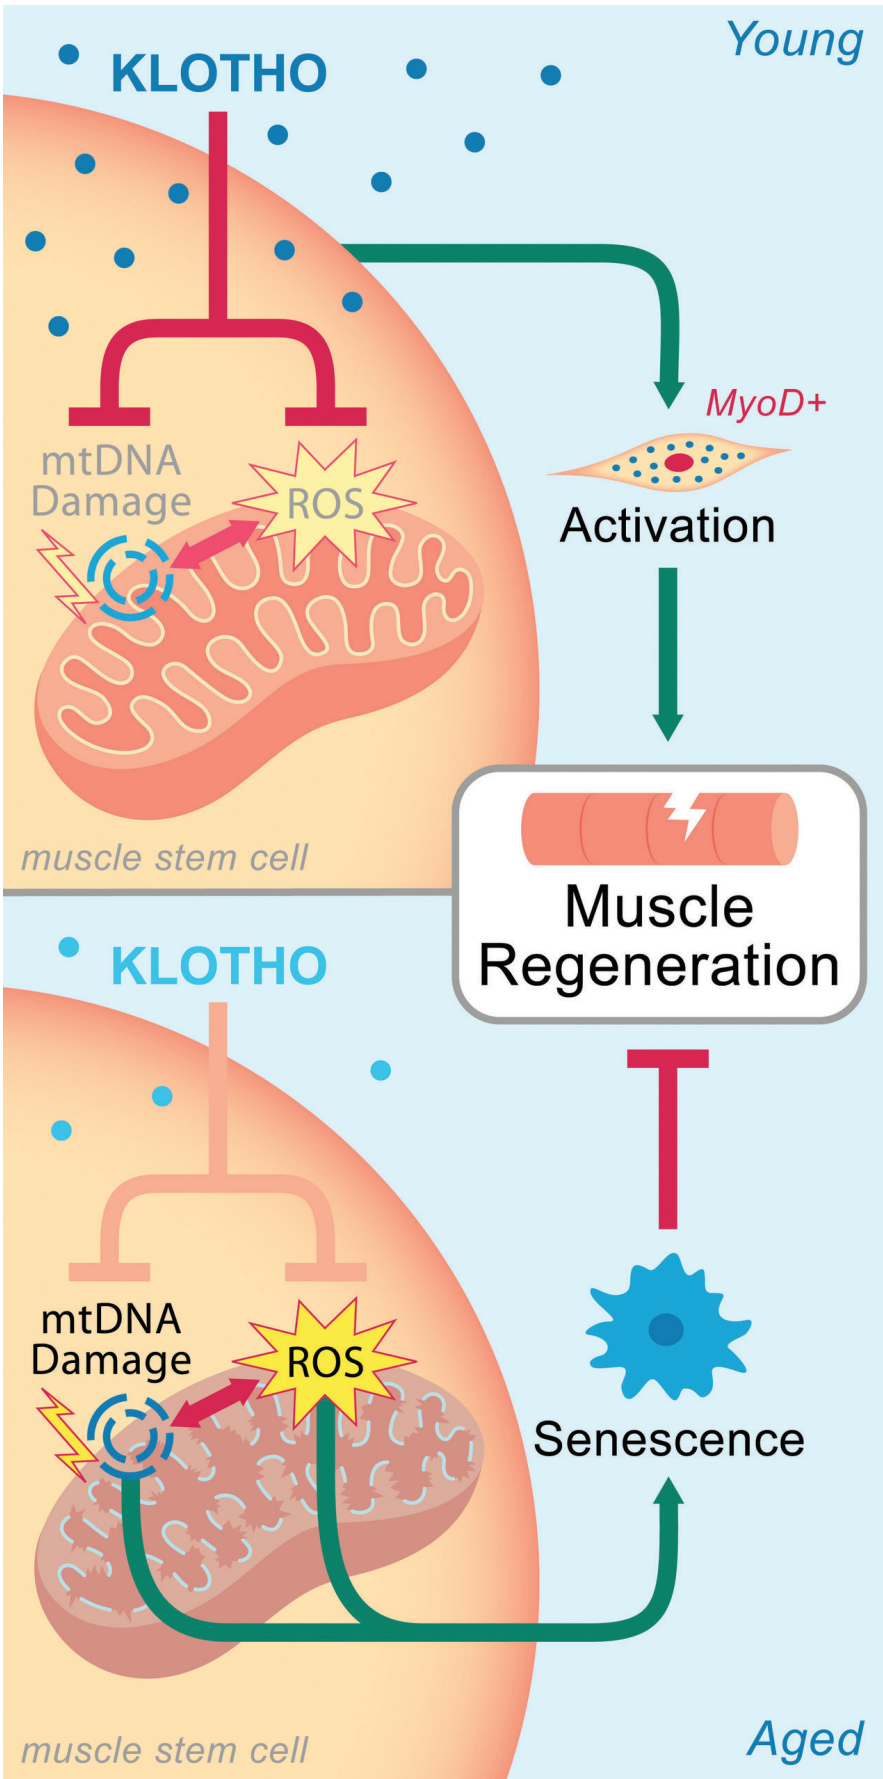 Young
KLOTHO
MyoD+
mtDNA
Damage
ROS
Activation
muscle stem cell
Muscle
Regeneration
KLOTHO
mtDNA
Damage
ROS
Senescence
Aged
muscle stem cell